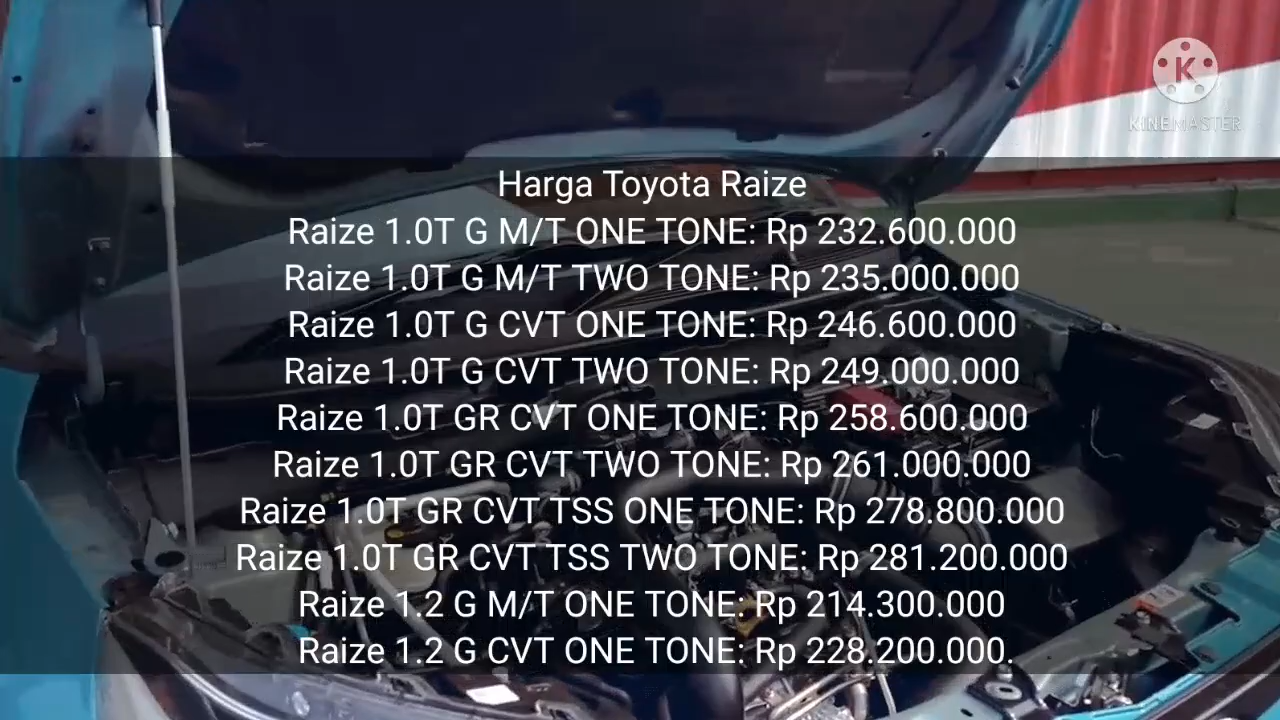 KINEMASTER
Harga Toyota Raize
Raize 1.0T G M/T ONE TONE: Rp 232.600.000
Raize 1.0T G M/T TWO TONE: Rp 235.000.000
Raize 1.0T G CVT ONE TONE: Rp 246.600.000
Raize 1.0T G CVT TWO TONE: Rp 249.000.000
Raize 1.0T GR CVT ONE TONE: Rp 258.600.000
Raize 1.0T GR CVT TWO TONE: Rp 261.000.000
Raize 1.0T GR CVT TSS ONE TONE: Rp 278.800.000
Raize 1.0T GR CVT TSS TWO TONE: Rp 281.200.000
Raize 1.2 G M/T ONE TONE: Rp 214.300.000
Raize 1.2 G CVT ONE TONE: Rp 228.200.000.